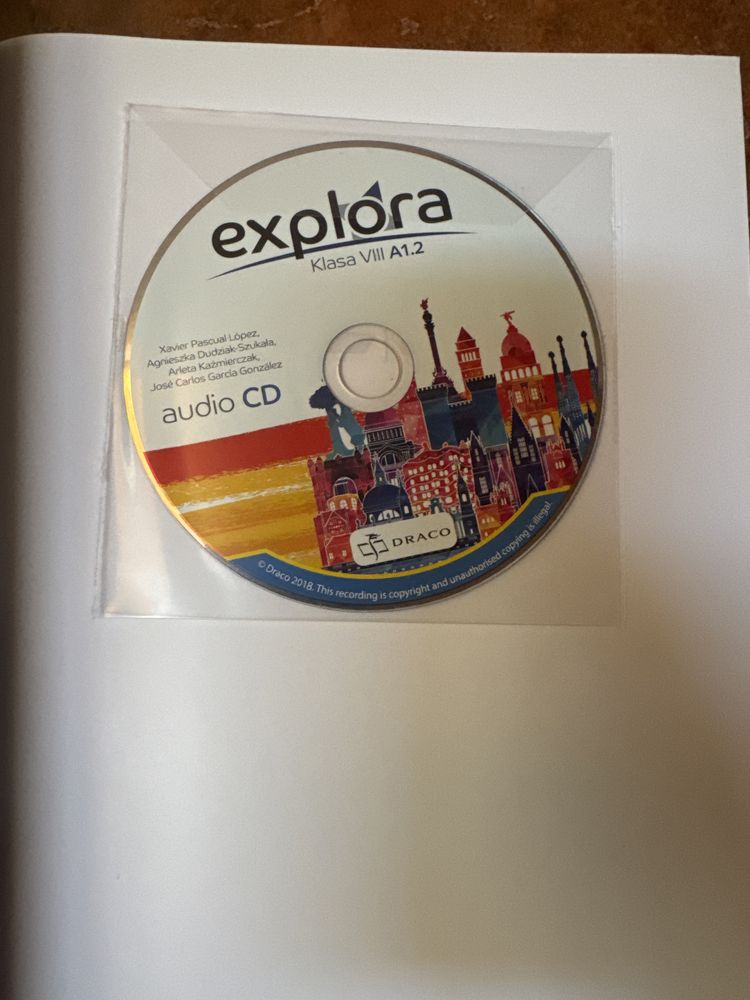 explora
Klasa VIII A1.2
Xavier Pascual López,
Agnieszka Dudziak-Szukała,
Arleta Kaźmierczak,
José Carlos García González
audio CD
DRACO
© Draco 2018. This recording is copyright and unauthorised copying is illegal